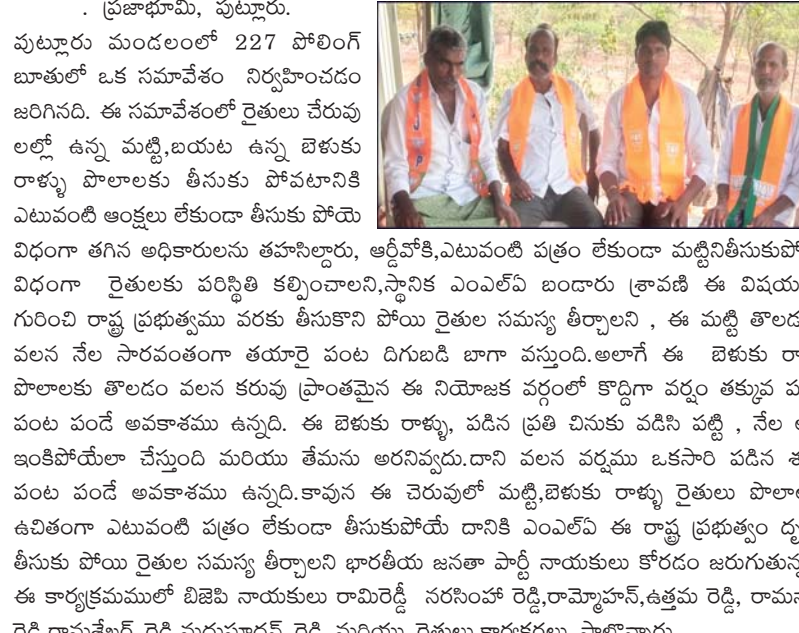 . ప్రజాభూమి, పుట్లూరు.
పుట్లూరు మండలంలో 227 పోలింగ్
బూతులో ఒక సమావేశం నిర్వహించడం
జరిగినది. ఈ సమావేశంలో రైతులు చేరువు
లల్లో ఉన్న మట్టి,బయట ఉన్న బెళుకు
రాళ్ళు పొలాలకు తీసుకు పోవటానికి
ఎటువంటి ఆంక్షలు లేకుండా తీసుకు పోయె
విధంగా తగిన అధికారులను తహసిల్దారు, ఆర్డీవోకి,ఎటువంటి పత్రం లేకుండా
విధంగా రైతులకు పరిస్థితి కల్పించాలని,స్థానిక ఎంఎల్ఏ బండారు శ్రావణి ఈ
గురించి రాష్ట్ర ప్రభుత్వము వరకు తీసుకొని పోయి రైతుల సమస్య తీర్చాలని , ఈ మట్టి
వలన నేల సారవంతంగా తయారై పంట దిగుబడి బాగా వస్తుంది.అలాగే ఈ బెళుకు
పొలాలకు తొలడం వలన కరువు ప్రాంతమైన ఈ నియోజక వర్గంలో కొద్దిగా వర్షం తక్కువ
పంట పండే అవకాశము ఉన్నది. ఈ బెళుకు రాళ్ళు, పడిన ప్రతి చినుకు వడిసి పట్టి , నేల
ఇంకిపోయేలా చేస్తుంది మరియు తేమను అరనివ్వదు.దాని వలన వర్షము ఒకసారి పడిన
పంట పండే అవకాశము ఉన్నది.కావున ఈ చెరువులో మట్టి,బెళుకు రాళ్ళు రైతులు
ఉచితంగా ఎటువంటి పత్రం లేకుండా తీసుకుపోయే దానికి ఎంఎల్ఏ ఈ రాష్ట్ర ప్రభుత్వం
తీసుకు పోయి రైతుల సమస్య తీర్చాలని భారతీయ జనతా పార్టీ నాయకులు కోరడం
ఈ కార్యక్రమములో బిజెపి నాయకులు రామిరెడ్డీ నరసింహా రెడ్డి,రామ్మోహన్,ఉత్తమ రెడ్డి,